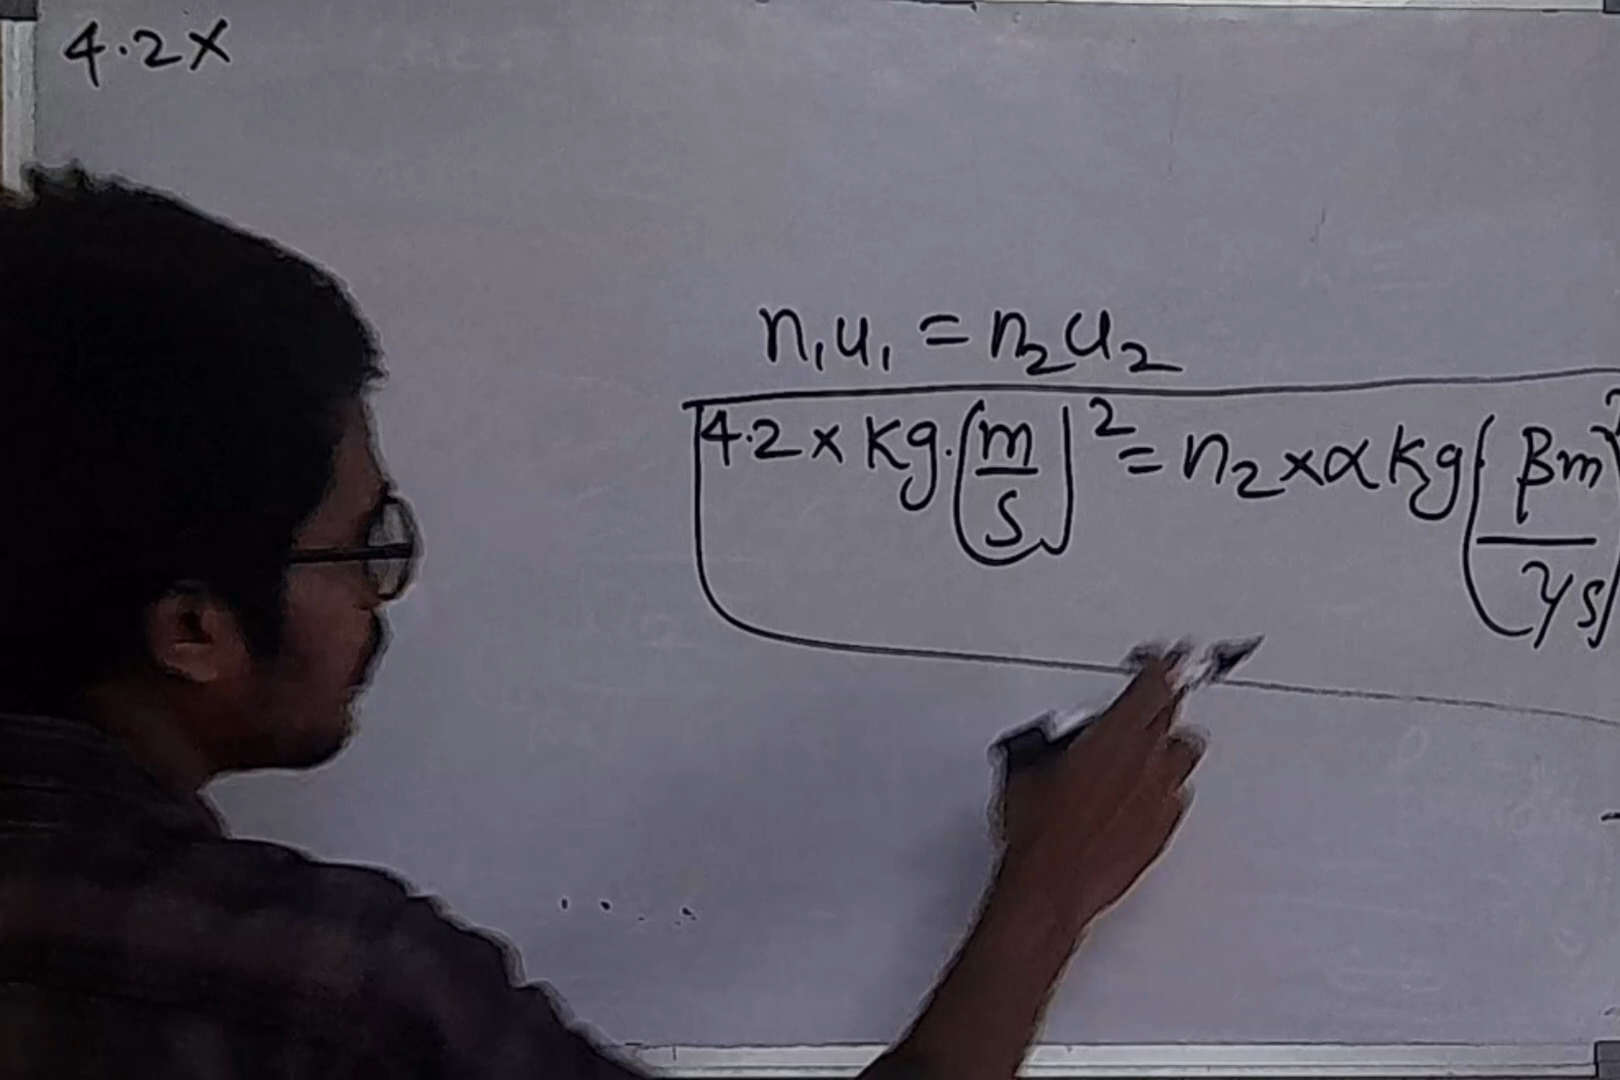 4.2×
n₁u₁ = n₂u₂
4.2 × kg.(m/s)² = n₂ × α kg (βm/γs)²